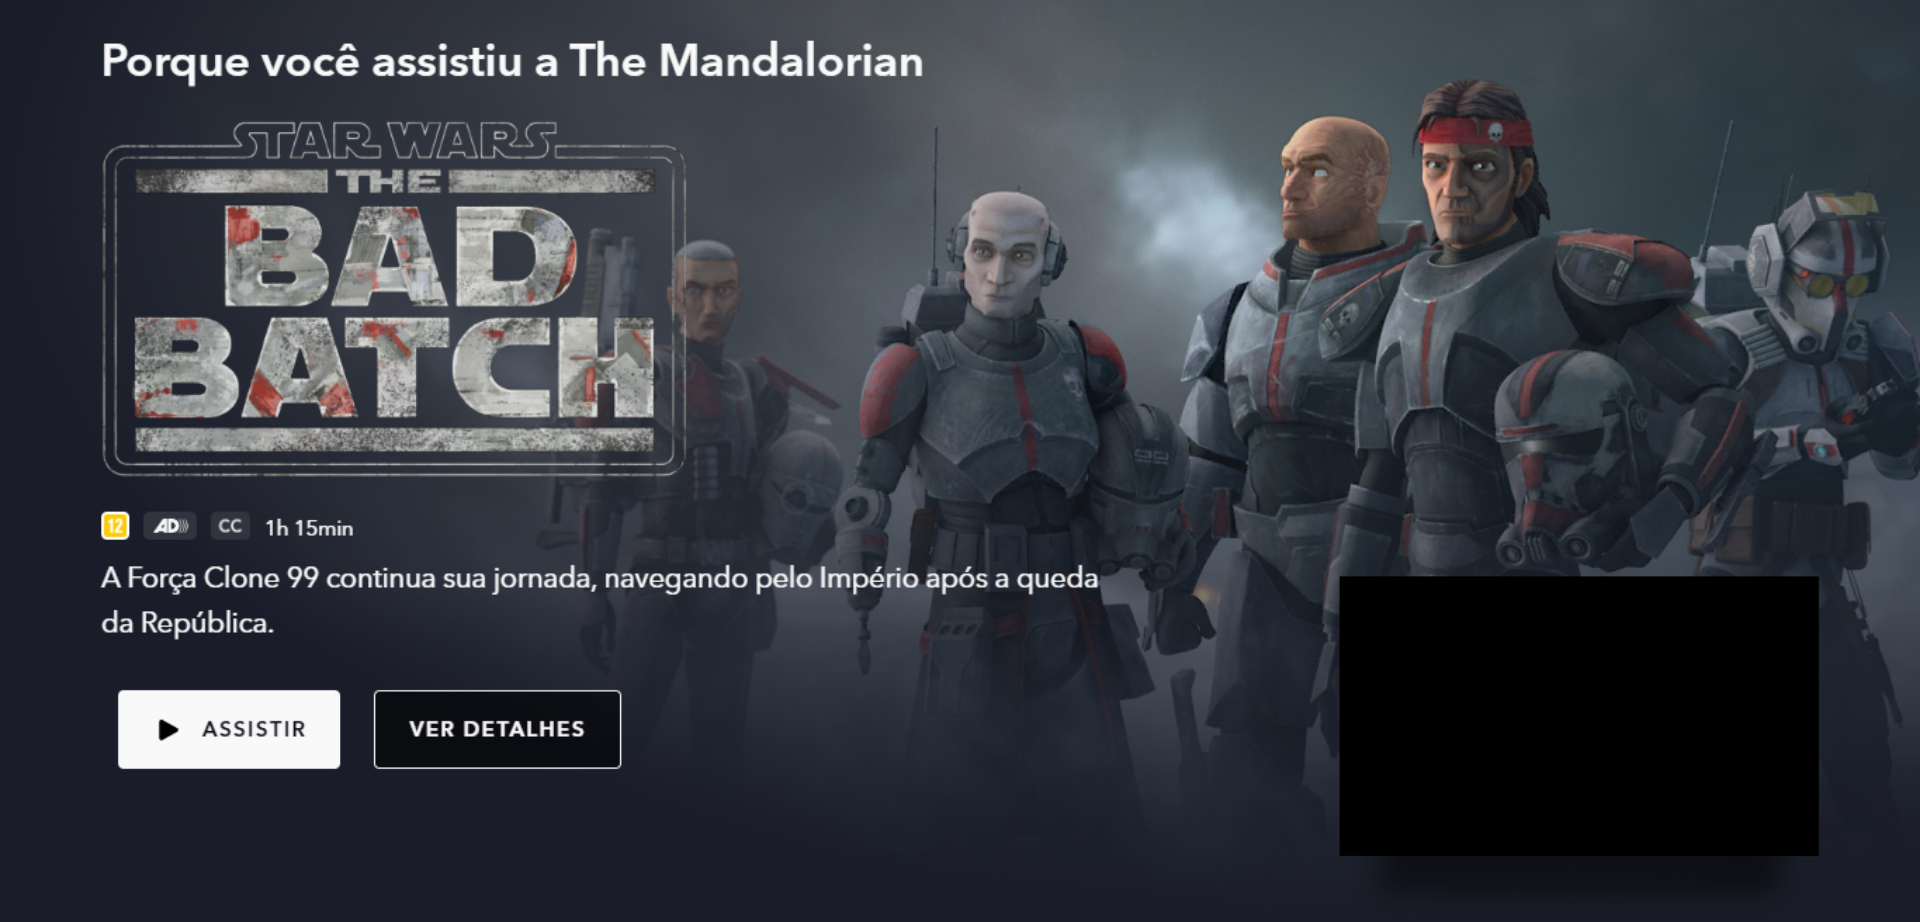 Porque você assistiu a The Mandalorian
STAR WARS
THE
BAD
BATCH
12 AD CC 1h 15min
A Força Clone 99 continua sua jornada, navegando pelo Império após a queda
da República.
ASSISTIR VER DETALHES